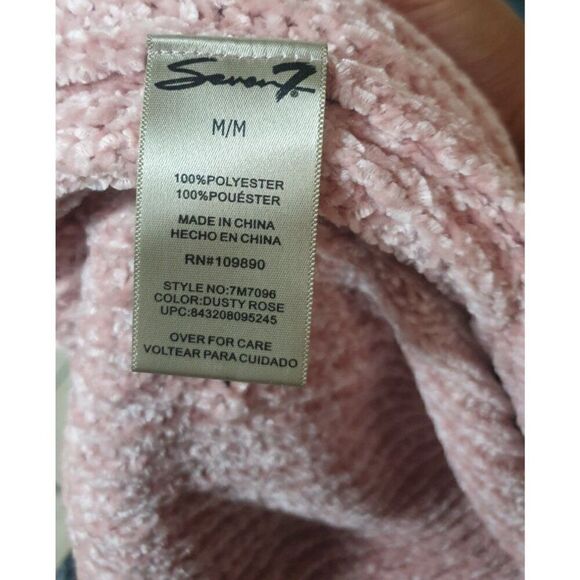 Seven7®
M/M
100%POLYESTER
100%POUÉSTER
MADE IN CHINA
HECHO EN CHINA
RN#109890
STYLE NO:7M7096
COLOR:DUSTY ROSE
UPC:843208095245
OVER FOR CARE
VOLTEAR PARA CUIDADO